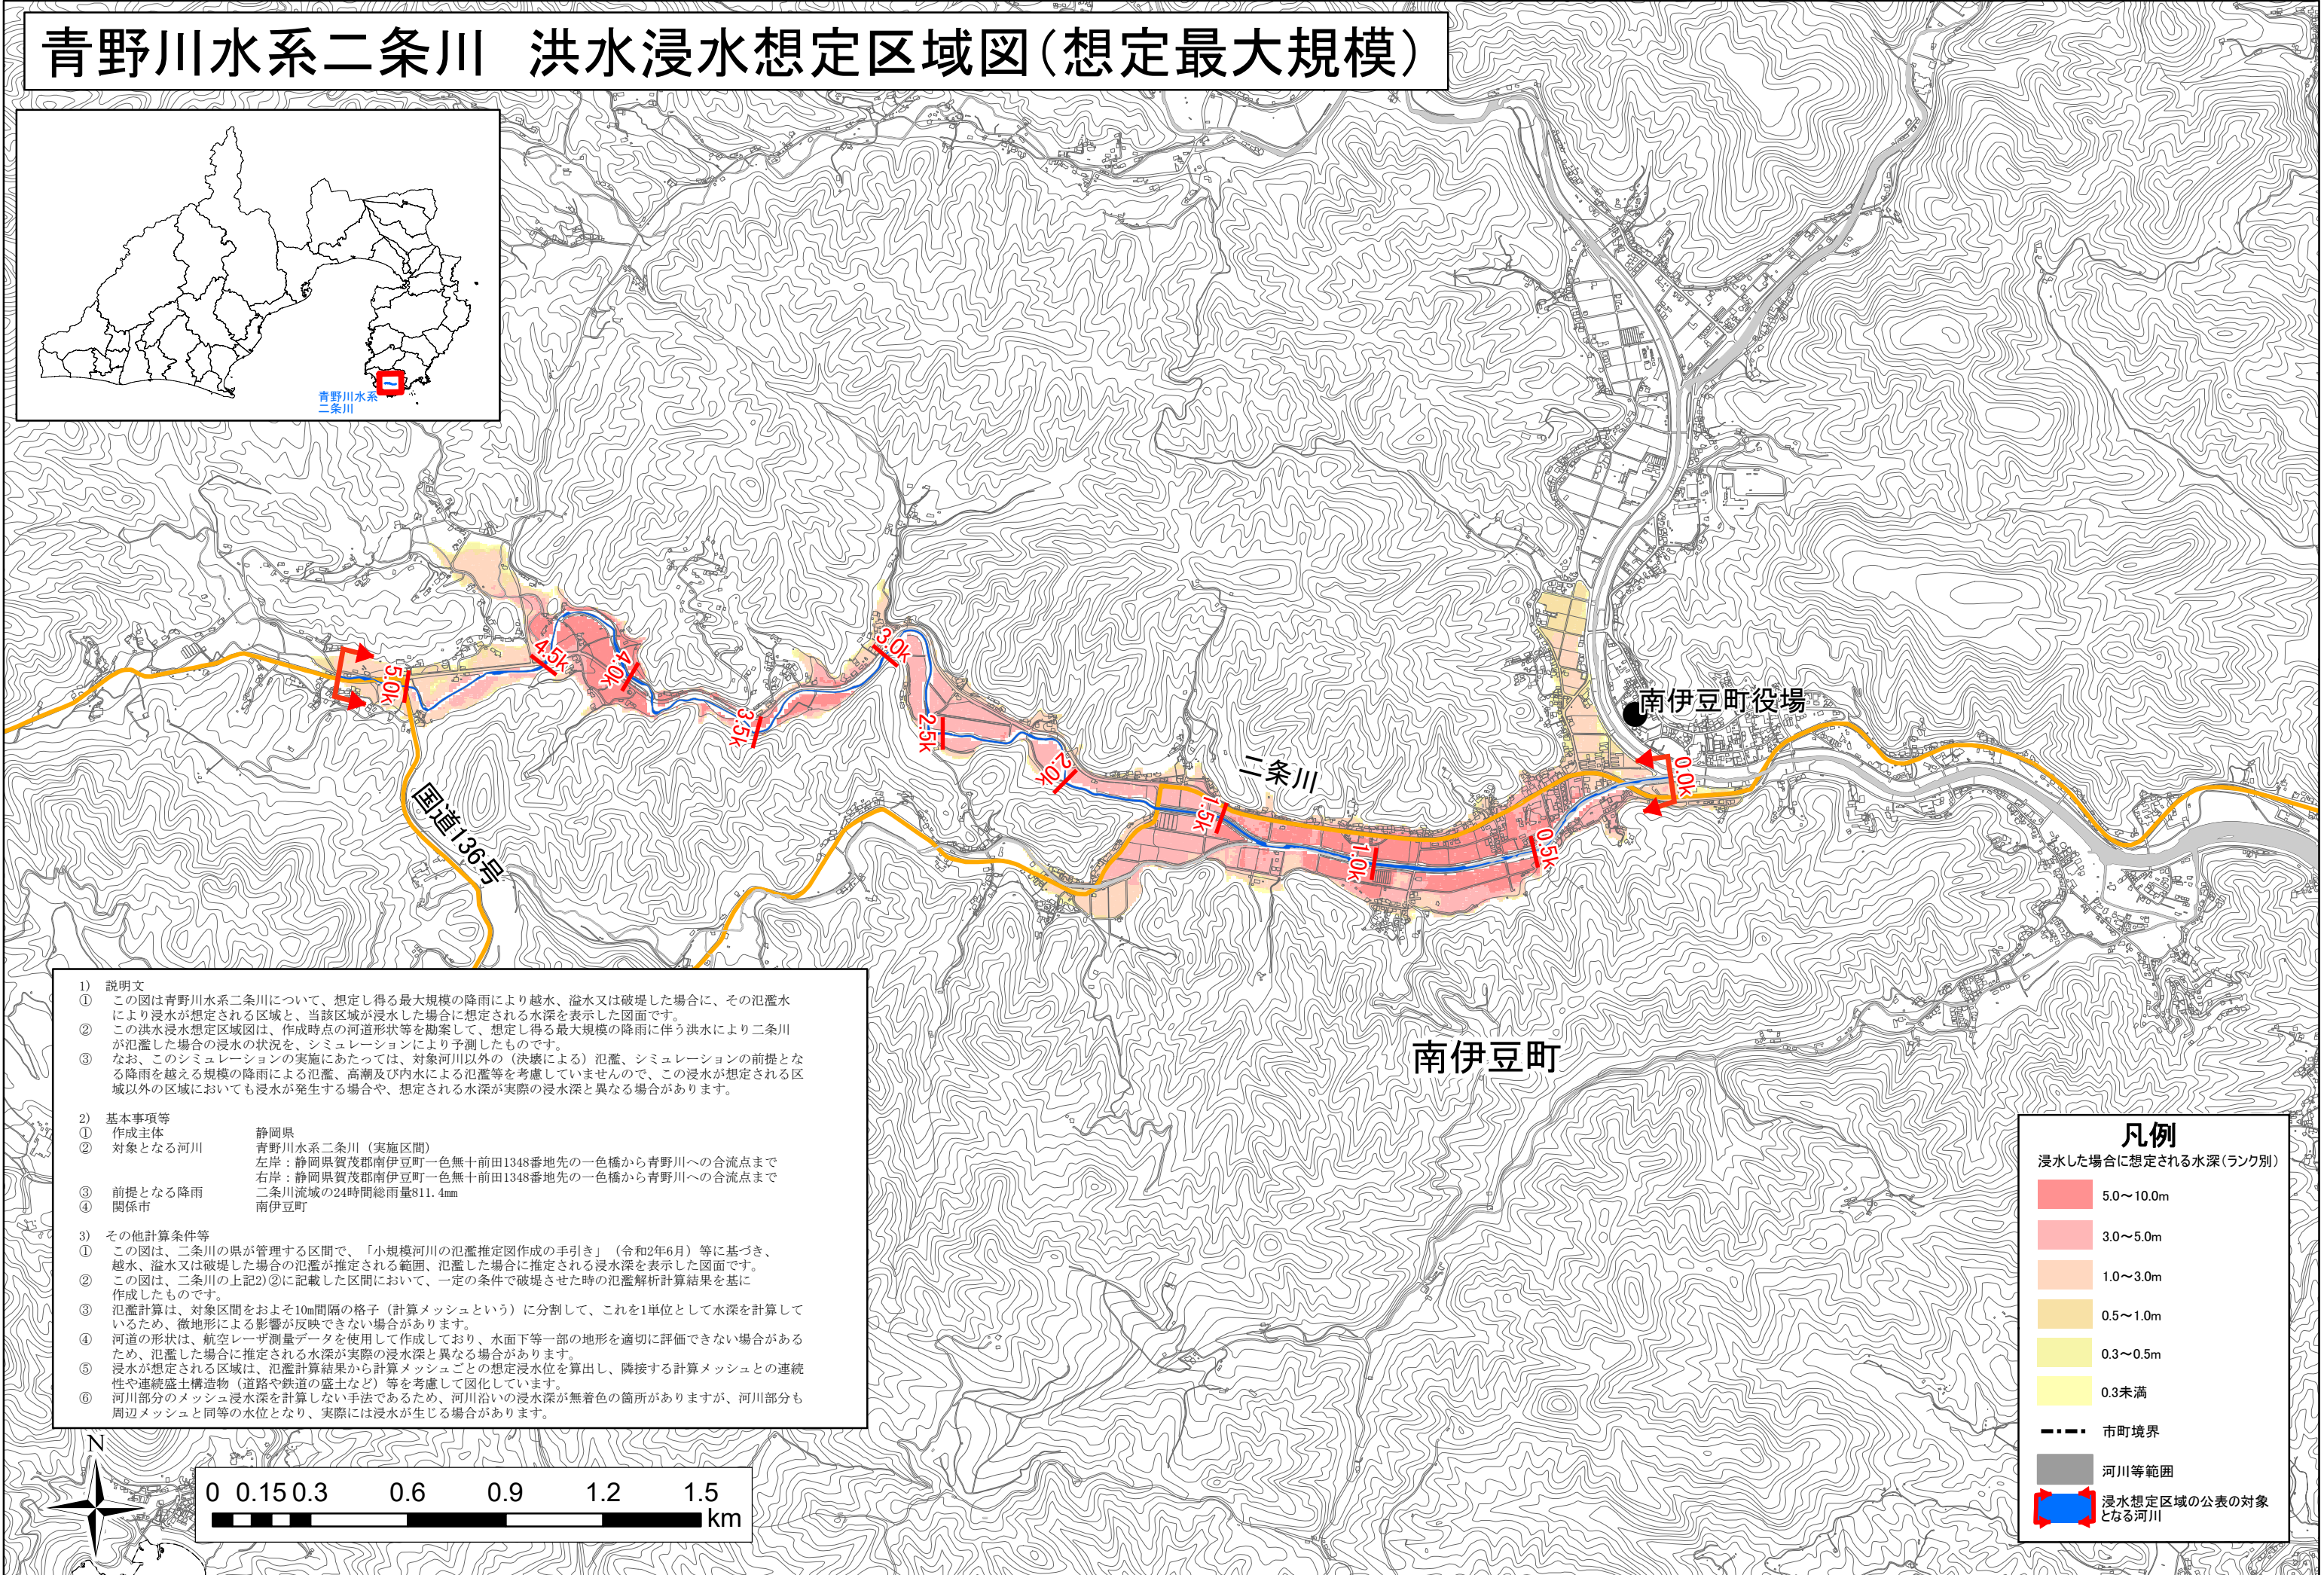 青野川水系二条川　洪水浸水想定区域図(想定最大規模)
青野川水系
二条川
5.0k
4.5k
4.0k
3.5k
3.0k
2.5k
2.0k
1.5k
1.0k
0.5k
0.0k
二条川
南伊豆町役場
国道136号
南伊豆町
1)　説明文
①　この図は青野川水系二条川について、想定し得る最大規模の降雨により越水、溢水又は破堤した場合に、その氾濫水
により浸水が想定される区域と、当該区域が浸水した場合に想定される水深を表示した図面です。
②　この洪水浸水想定区域図は、作成時点の河道形状等を勘案して、想定し得る最大規模の降雨に伴う洪水により二条川
が氾濫した場合の浸水の状況を、シミュレーションにより予測したものです。
③　なお、このシミュレーションの実施にあたっては、対象河川以外の（決壊による）氾濫、シミュレーションの前提とな
る降雨を越える規模の降雨による氾濫、高潮及び内水による氾濫等を考慮していませんので、この浸水が想定される区
域以外の区域においても浸水が発生する場合や、想定される水深が実際の浸水深と異なる場合があります。
2)　基本事項等
①　作成主体　静岡県
②　対象となる河川　青野川水系二条川（実施区間）
左岸：静岡県賀茂郡南伊豆町一色無十前田1348番地先の一色橋から青野川への合流点まで
右岸：静岡県賀茂郡南伊豆町一色無十前田1348番地先の一色橋から青野川への合流点まで
③　前提となる降雨　二条川流域の24時間総雨量811.4mm
④　関係市　南伊豆町
3)　その他計算条件等
①　この図は、二条川の県が管理する区間で、「小規模河川の氾濫推定図作成の手引き」（令和2年6月）等に基づき、
越水、溢水又は破堤した場合の氾濫が推定される範囲、氾濫した場合に推定される浸水深を表示した図面です。
②　この図は、二条川の上記2)②に記載した区間において、一定の条件で破堤させた時の氾濫解析計算結果を基に
作成したものです。
③　氾濫計算は、対象区間をおよそ10m間隔の格子（計算メッシュという）に分割して、これを1単位として水深を計算して
いるため、微地形による影響が反映できない場合があります。
④　河道の形状は、航空レーザ測量データを使用して作成しており、水面下等一部の地形を適切に評価できない場合がある
ため、氾濫した場合に推定される水深が実際の浸水深と異なる場合があります。
⑤　浸水が想定される区域は、氾濫計算結果から計算メッシュごとの想定浸水位を算出し、隣接する計算メッシュとの連続
性や連続盛土構造物（道路や鉄道の盛土など）等を考慮して図化しています。
⑥　河川部分のメッシュ浸水深を計算しない手法であるため、河川沿いの浸水深が無着色の箇所がありますが、河川部分も
周辺メッシュと同等の水位となり、実際には浸水が生じる場合があります。
N
0 0.15 0.3 0.6 0.9 1.2 1.5
km
凡例
浸水した場合に想定される水深(ランク別)
5.0～10.0m
3.0～5.0m
1.0～3.0m
0.5～1.0m
0.3～0.5m
0.3未満
市町境界
河川等範囲
浸水想定区域の公表の対象
となる河川